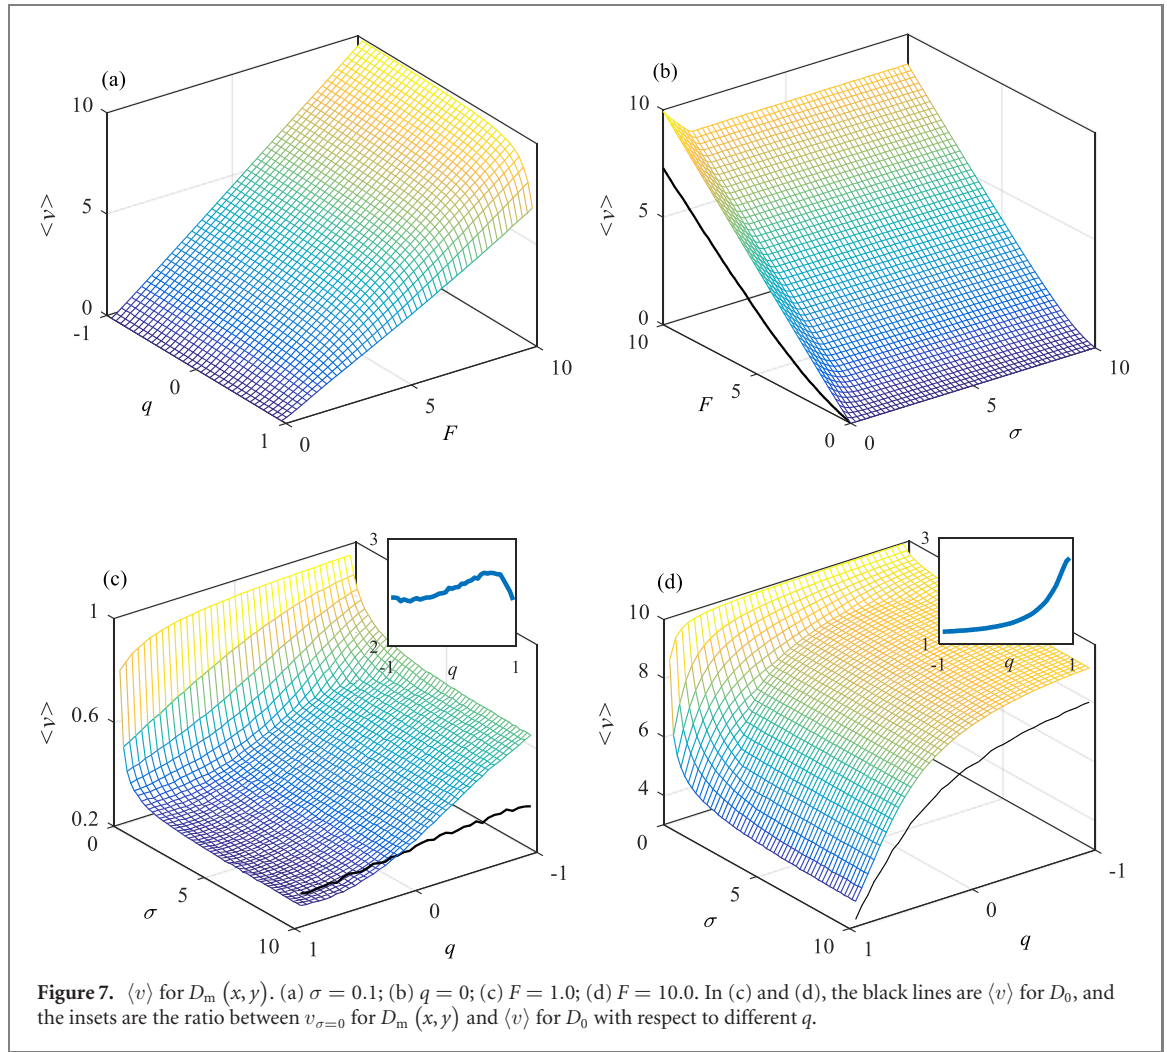 (a)
10
5
0
<v>
-1
0
1
q
0
5
10
F
(b)
10
5
0
<v>
10
5
0
F
0
5
10
σ
(c)
1
0.6
0.2
<v>
0
5
10
σ
1
0
-1
q
3
2
-1
q
1
(d)
10
8
6
4
<v>
0
5
10
σ
1
0
-1
q
3
1
-1
q
1
Figure 7. ⟨v⟩ for Dₘ (x, y). (a) σ = 0.1; (b) q = 0; (c) F = 1.0; (d) F = 10.0. In (c) and (d), the black lines are ⟨v⟩ for D₀, and
the insets are the ratio between v_σ=0 for Dₘ (x, y) and ⟨v⟩ for D₀ with respect to different q.